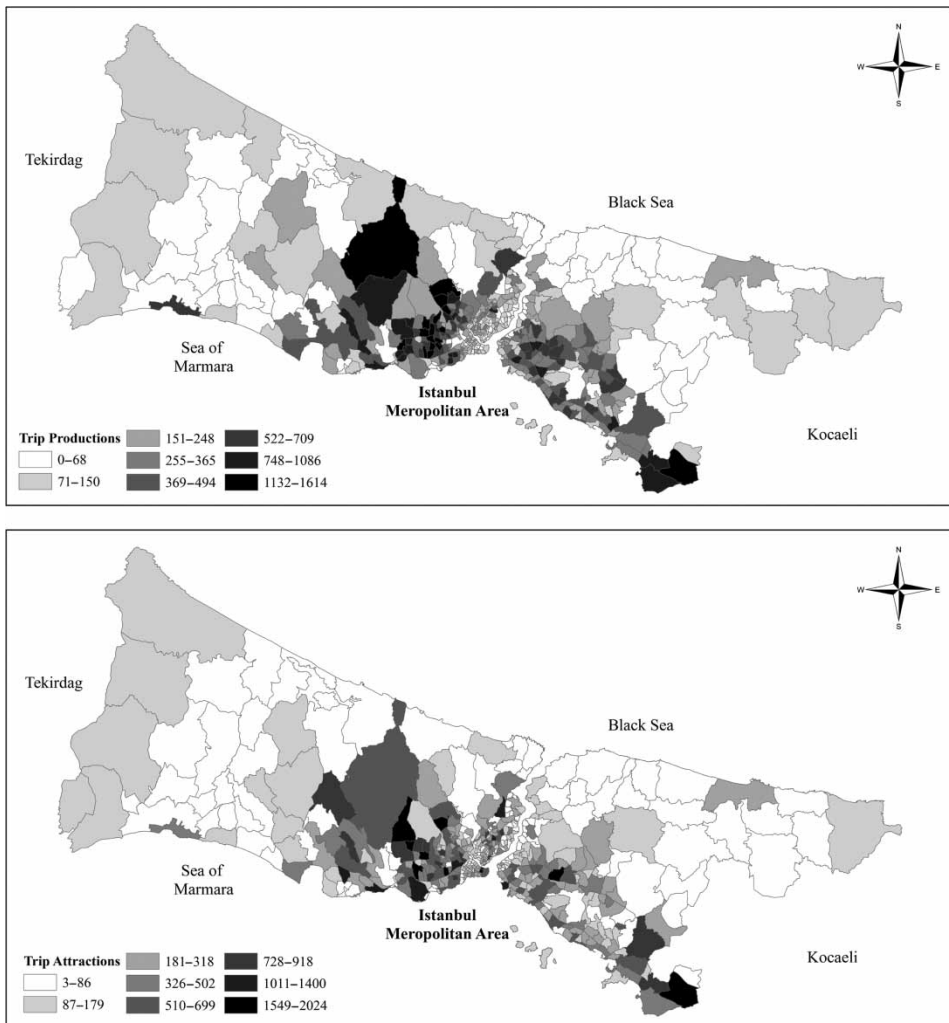 N
W E
S
Tekirdag
Black Sea
Sea of
Marmara
Istanbul
Meropolitan Area
Kocaeli
Trip Productions
0–68
71–150
151–248
255–365
369–494
522–709
748–1086
1132–1614
N
W E
S
Tekirdag
Black Sea
Sea of
Marmara
Istanbul
Meropolitan Area
Kocaeli
Trip Attractions
3–86
87–179
181–318
326–502
510–699
728–918
1011–1400
1549–2024